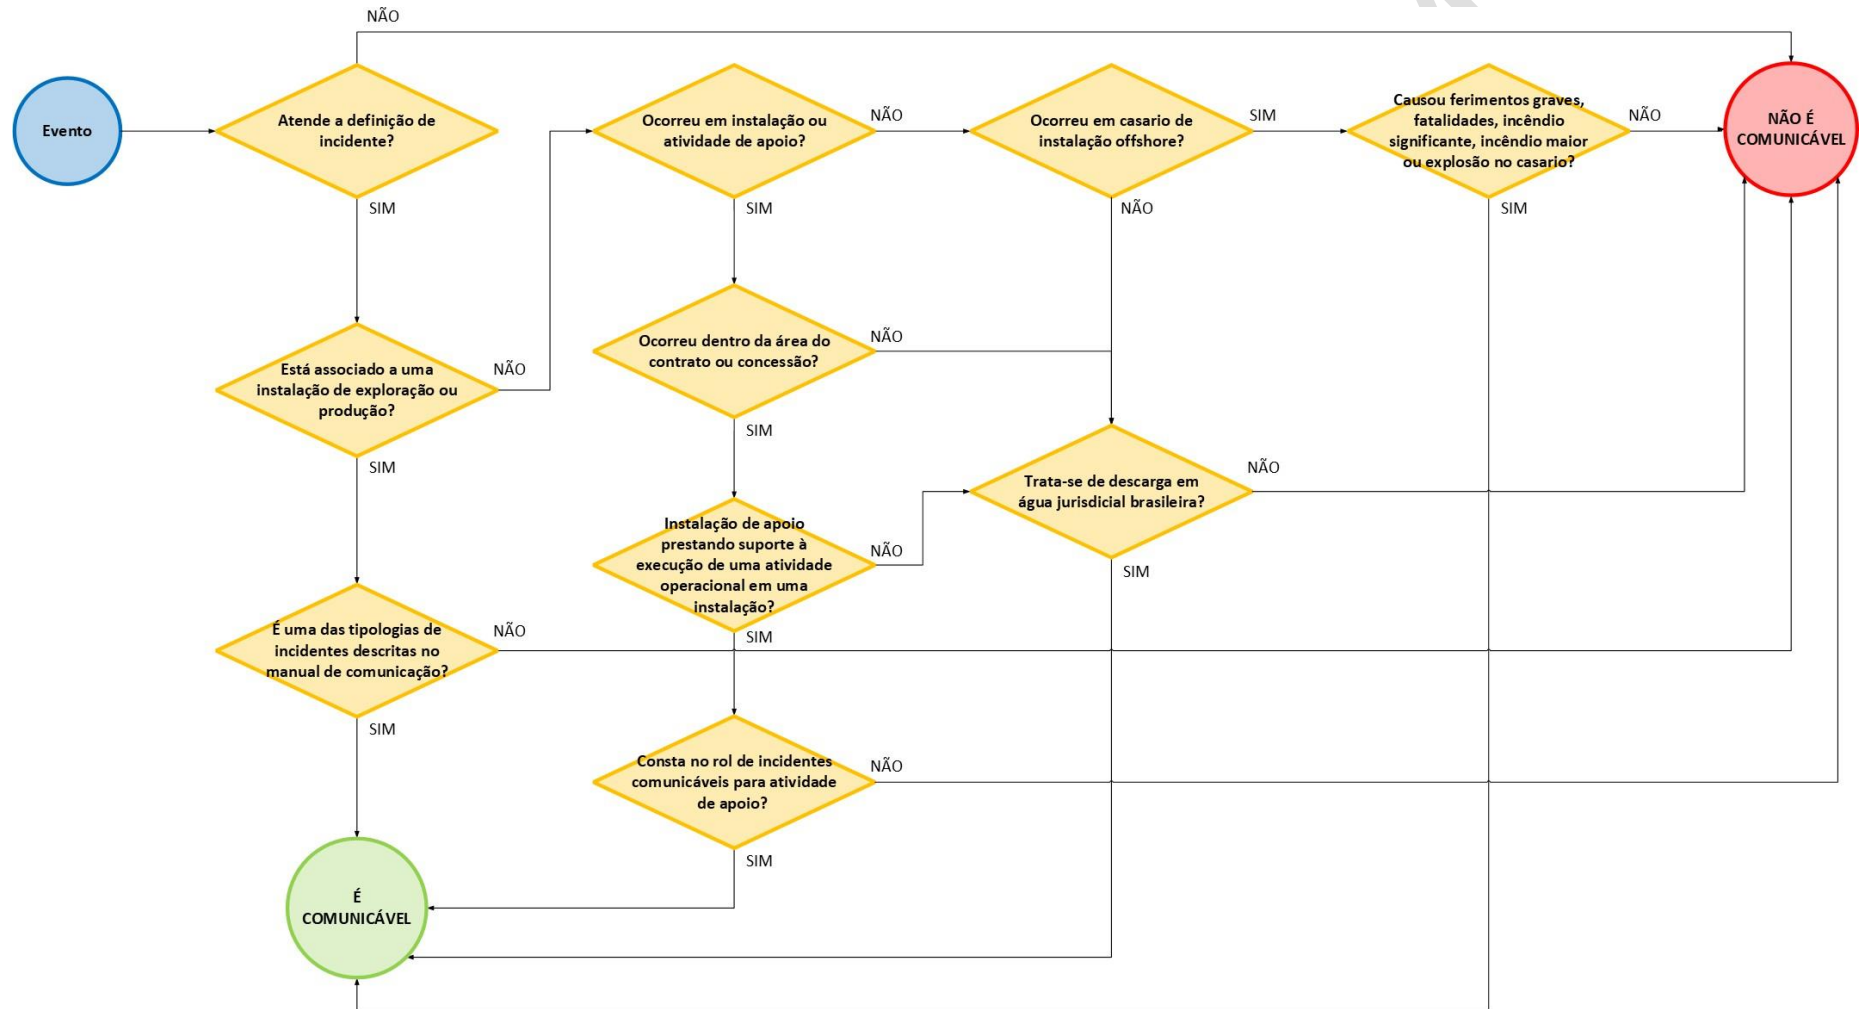 NÃO
Evento
Atende a definição de
incidente?
SIM
Ocorreu em instalação ou
atividade de apoio?
NÃO
SIM
Ocorreu em casario de
instalação offshore?
SIM
NÃO
Causou ferimentos graves,
fatalidades, incêndio
significante, incêndio maior
ou explosão no casario?
NÃO
SIM
NÃO É
COMUNICÁVEL
Está associado a uma
instalação de exploração ou
produção?
NÃO
SIM
Ocorreu dentro da área do
contrato ou concessão?
NÃO
SIM
Trata-se de descarga em
água jurisdicial brasileira?
NÃO
SIM
Instalação de apoio
prestando suporte à
execução de uma atividade
operacional em uma
instalação?
NÃO
SIM
É uma das tipologias de
incidentes descritas no
manual de comunicação?
NÃO
SIM
Consta no rol de incidentes
comunicáveis para atividade
de apoio?
NÃO
SIM
É
COMUNICÁVEL